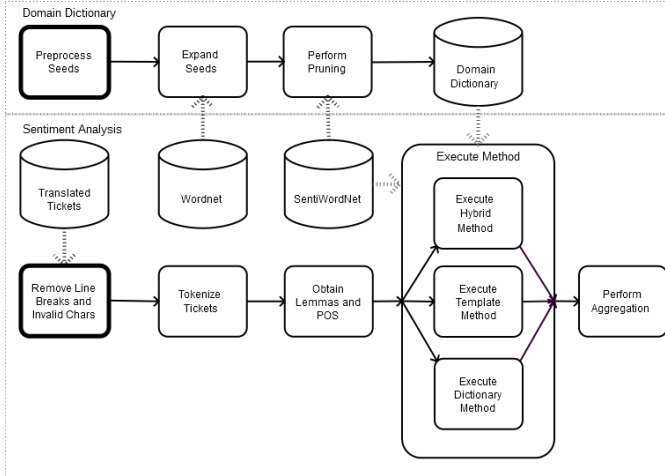 Domain Dictionary
Preprocess
Seeds
Expand
Seeds
Perform
Pruning
Domain
Dictionary
Sentiment Analysis
Translated
Tickets
Wordnet
SentiWordNet
Execute Method
Execute
Hybrid
Method
Remove Line
Breaks and
Invalid Chars
Tokenize
Tickets
Obtain
Lemmas and
POS
Execute
Template
Method
Perform
Aggregation
Execute
Dictionary
Method